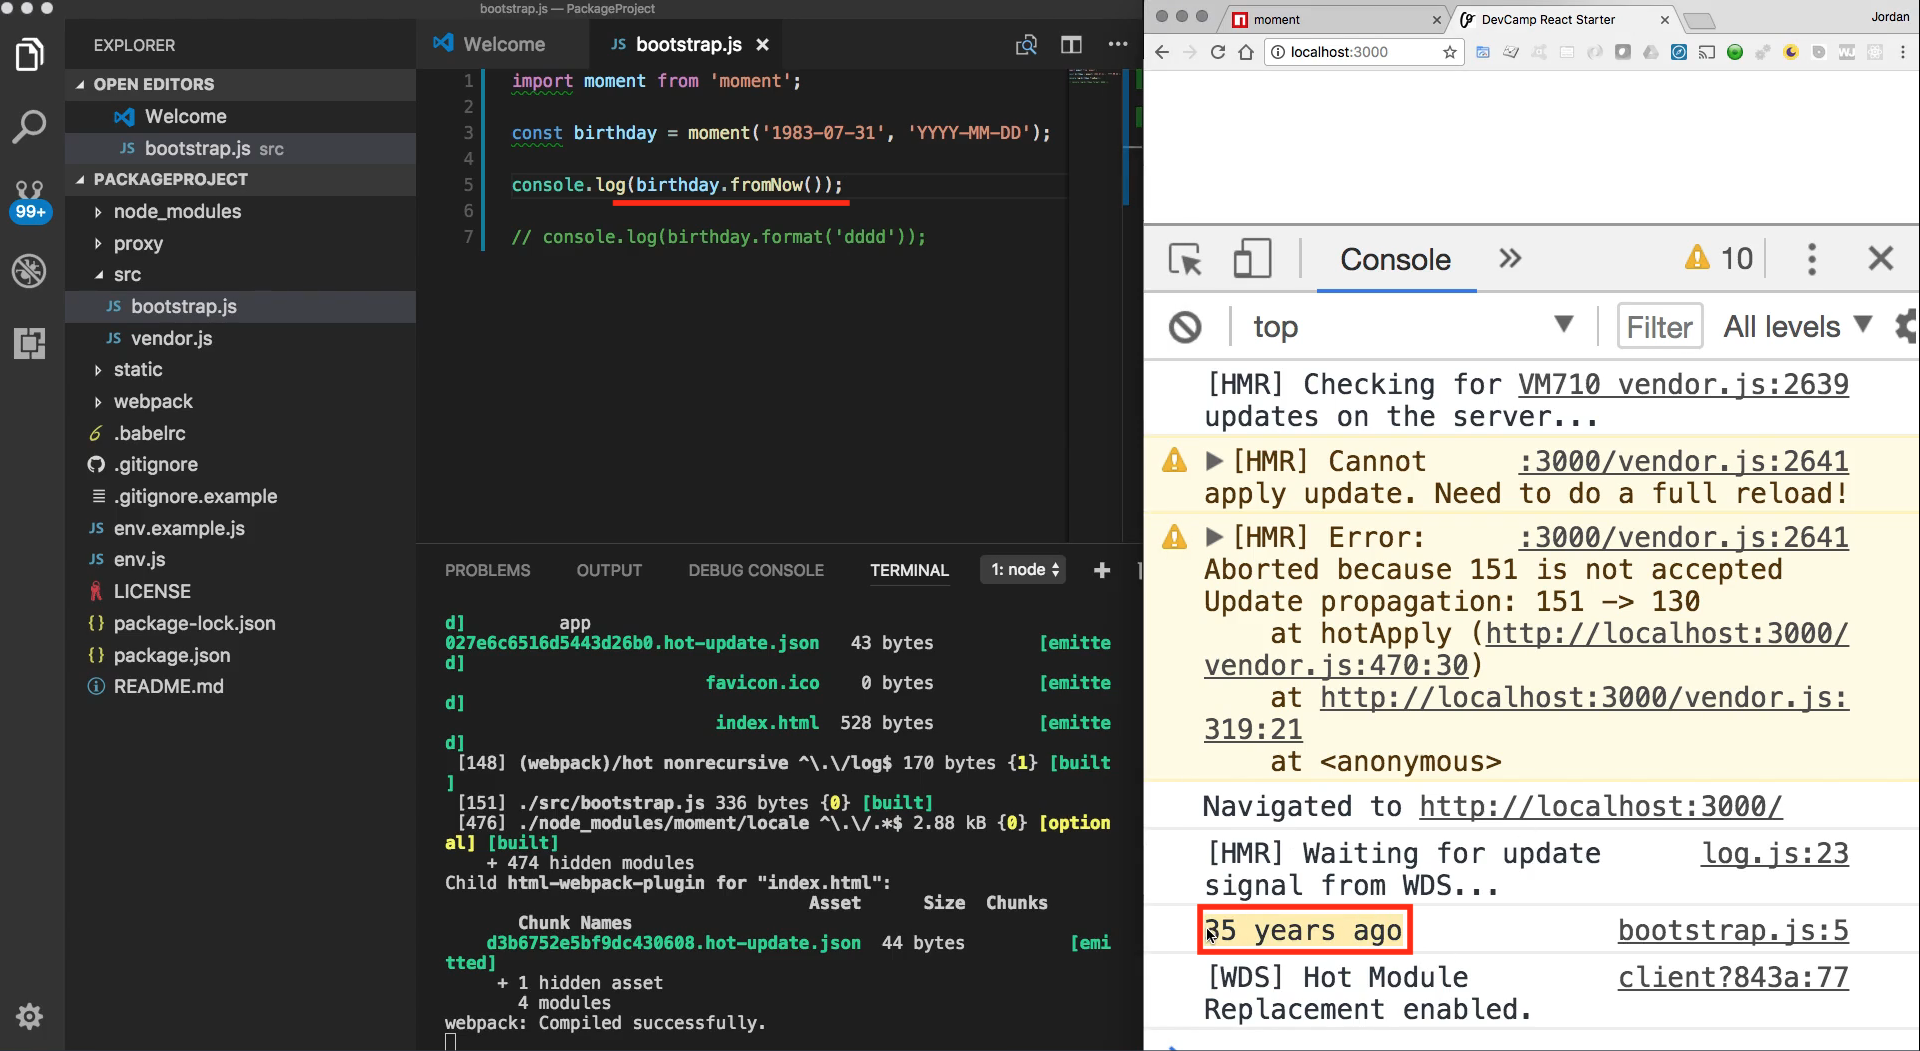 bootstrap.js — PackageProject
EXPLORER
OPEN EDITORS
Welcome
JS bootstrap.js src
PACKAGEPROJECT
node_modules
proxy
src
JS bootstrap.js
JS vendor.js
static
webpack
.babelrc
.gitignore
.gitignore.example
JS env.example.js
JS env.js
LICENSE
{} package-lock.json
{} package.json
README.md
99+
Welcome
JS bootstrap.js
1 import moment from 'moment';
2
3 const birthday = moment('1983-07-31', 'YYYY-MM-DD');
4
5 console.log(birthday.fromNow());
6
7 // console.log(birthday.format('dddd'));
PROBLEMS OUTPUT DEBUG CONSOLE TERMINAL 1: node
d] app
027e6c6516d5443d26b0.hot-update.json 43 bytes [emitte
d]
favicon.ico 0 bytes [emitte
d]
index.html 528 bytes [emitte
d]
[148] (webpack)/hot nonrecursive ^\.\/log$ 170 bytes {1} [built
]
[151] ./src/bootstrap.js 336 bytes {0} [built]
[476] ./node_modules/moment/locale ^\.\/.*$ 2.88 kB {0} [option
al] [built]
+ 474 hidden modules
Child html-webpack-plugin for "index.html":
Asset Size Chunks
Chunk Names
d3b6752e5bf9dc430608.hot-update.json 44 bytes [emi
tted]
+ 1 hidden asset
4 modules
webpack: Compiled successfully.
moment
DevCamp React Starter
Jordan
localhost:3000
Console
10
top
Filter
All levels
[HMR] Checking for VM710 vendor.js:2639
updates on the server...
[HMR] Cannot :3000/vendor.js:2641
apply update. Need to do a full reload!
[HMR] Error: :3000/vendor.js:2641
Aborted because 151 is not accepted
Update propagation: 151 -> 130
at hotApply (http://localhost:3000/
vendor.js:470:30)
at http://localhost:3000/vendor.js:
319:21
at <anonymous>
Navigated to http://localhost:3000/
[HMR] Waiting for update log.js:23
signal from WDS...
35 years ago bootstrap.js:5
[WDS] Hot Module client?843a:77
Replacement enabled.